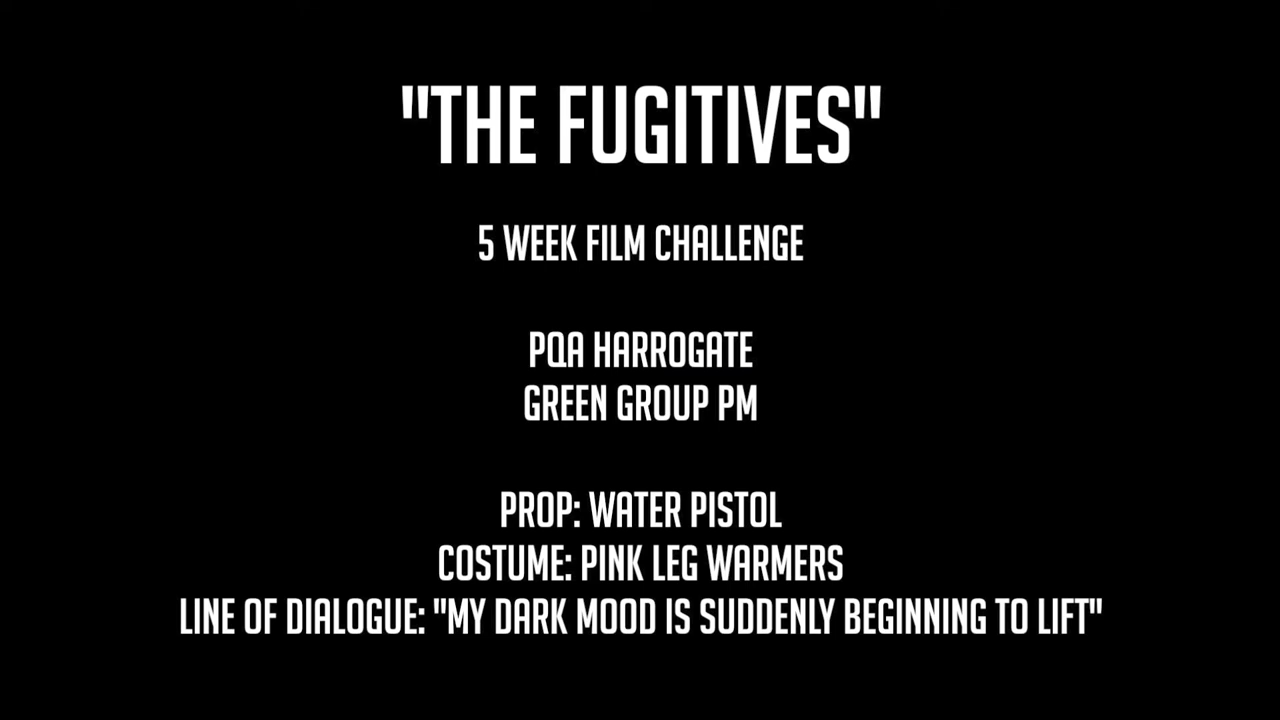 "THE FUGITIVES"
5 WEEK FILM CHALLENGE
PQA HARROGATE
GREEN GROUP PM
PROP: WATER PISTOL
COSTUME: PINK LEG WARMERS
LINE OF DIALOGUE: "MY DARK MOOD IS SUDDENLY BEGINNING TO LIFT"